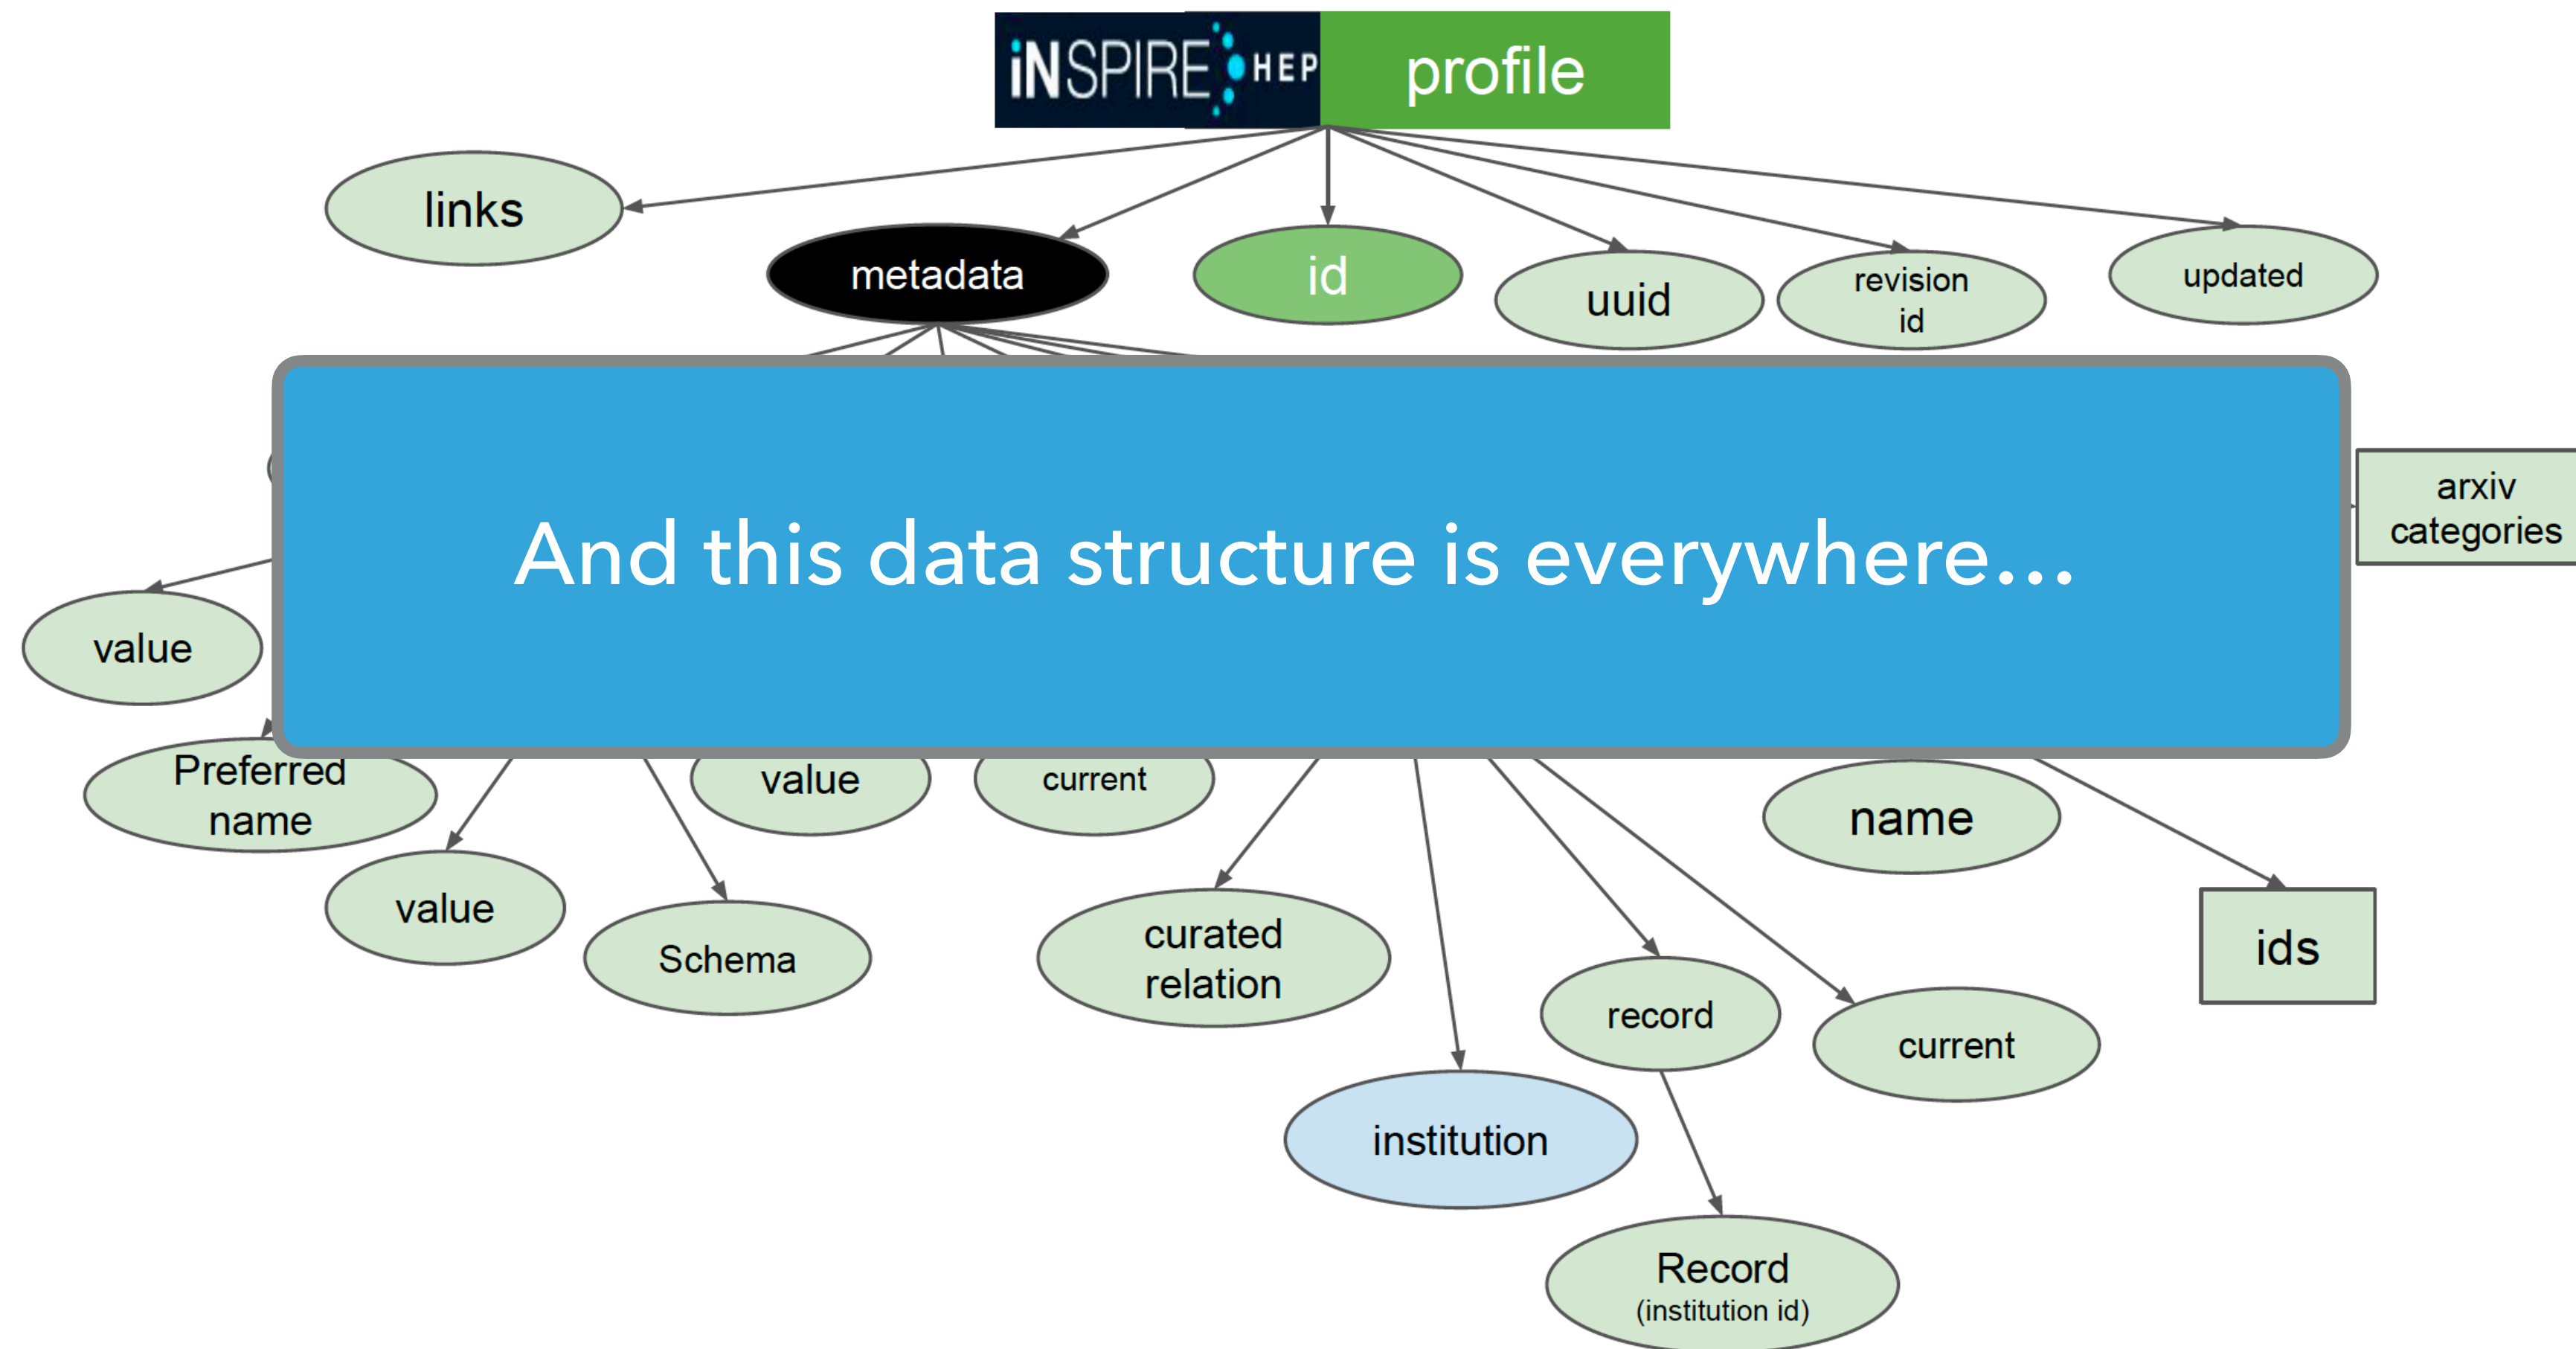 iNSPIRE HEP
profile
links
metadata
id
uuid
revision
id
updated
And this data structure is everywhere...
arxiv
categories
value
Preferred
name
value
current
name
value
Schema
curated
relation
ids
record
current
institution
Record
(institution id)